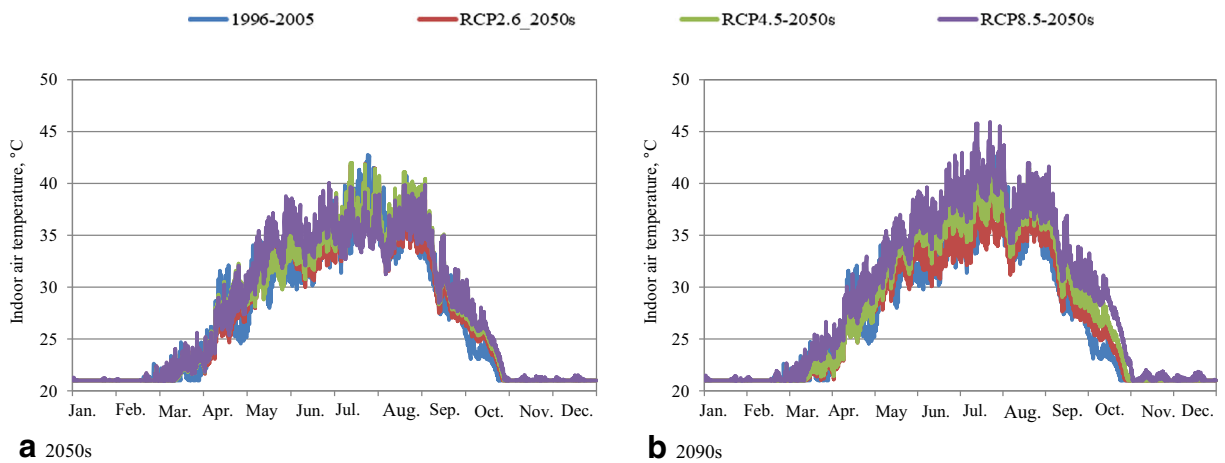 1996-2005 RCP2.6_2050s RCP4.5-2050s RCP8.5-2050s
Indoor air temperature, °C
50
45
40
35
30
25
20
Jan. Feb. Mar. Apr. May Jun. Jul. Aug. Sep. Oct. Nov. Dec.
a 2050s
Indoor air temperature, °C
50
45
40
35
30
25
20
Jan. Feb. Mar. Apr. May Jun. Jul. Aug. Sep. Oct. Nov. Dec.
b 2090s